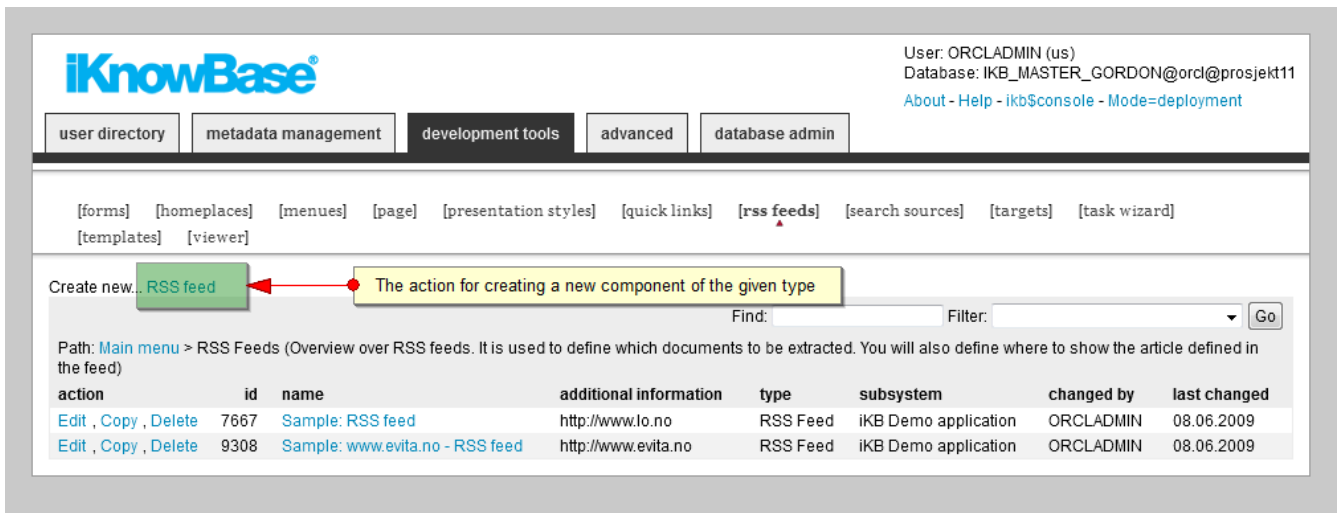 iKnowBase®
User: ORCLADMIN (us)
Database: IKB_MASTER_GORDON@orcl@prosjekt11
About - Help - ikb$console - Mode=deployment
user directory metadata management development tools advanced database admin
[forms] [homeplaces] [menues] [page] [presentation styles] [quick links] [rss feeds] [search sources] [targets] [task wizard]
[templates] [viewer]
Create new... RSS feed The action for creating a new component of the given type
Find: Filter: Go
Path: Main menu > RSS Feeds (Overview over RSS feeds. It is used to define which documents to be extracted. You will also define where to show the article defined in
the feed)
action id name additional information type subsystem changed by last changed
Edit , Copy , Delete 7667 Sample: RSS feed http://www.lo.no RSS Feed iKB Demo application ORCLADMIN 08.06.2009
Edit , Copy , Delete 9308 Sample: www.evita.no - RSS feed http://www.evita.no RSS Feed iKB Demo application ORCLADMIN 08.06.2009